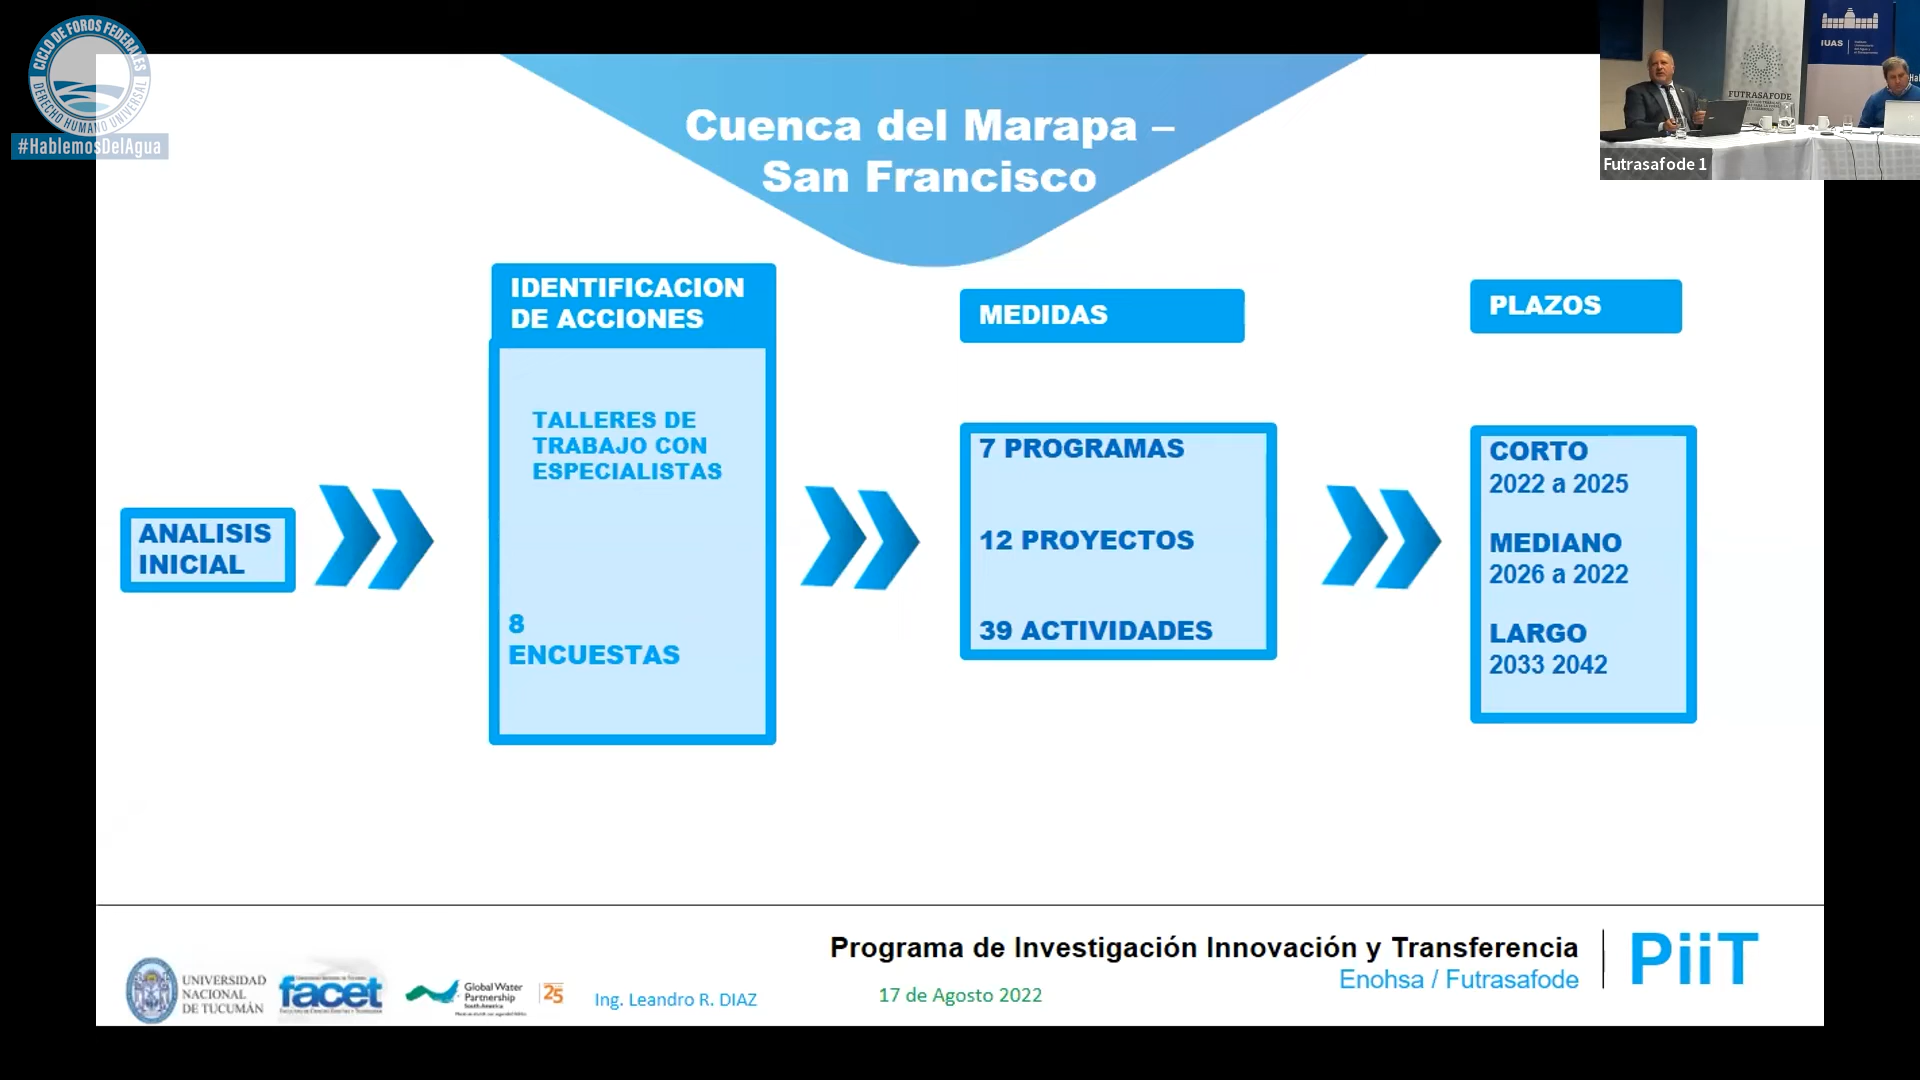 CICLO DE FOROS FEDERALES
DERECHO HUMANO UNIVERSAL
#HablemosDelAgua
IUAS
FUTRASAFODE
Futrasafode 1
Cuenca del Marapa –
San Francisco
IDENTIFICACION
DE ACCIONES
MEDIDAS
PLAZOS
ANALISIS
INICIAL
TALLERES DE
TRABAJO CON
ESPECIALISTAS
8
ENCUESTAS
7 PROGRAMAS
12 PROYECTOS
39 ACTIVIDADES
CORTO
2022 a 2025
MEDIANO
2026 a 2022
LARGO
2033 2042
UNIVERSIDAD
NACIONAL
DE TUCUMÁN
facet
Global Water
Partnership
South America
25
Ing. Leandro R. DIAZ
17 de Agosto 2022
Programa de Investigación Innovación y Transferencia
Enohsa / Futrasafode
PiiT